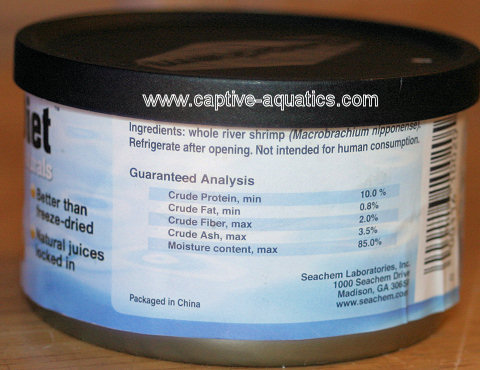 www.captive-aquatics.com
iet
Better than
freeze-dried
Natural juices
locked in
Ingredients: whole river shrimp (Macrobrachium nipponense).
Refrigerate after opening. Not intended for human consumption.
Guaranteed Analysis
Crude Protein, min 10.0 %
Crude Fat, min 0.8%
Crude Fiber, max 2.0%
Crude Ash, max 3.5%
Moisture content, max 85.0%
Seachem Laboratories, Inc.
1000 Seachem Drive
Madison, GA 3065
www.seachem.com
Packaged in China